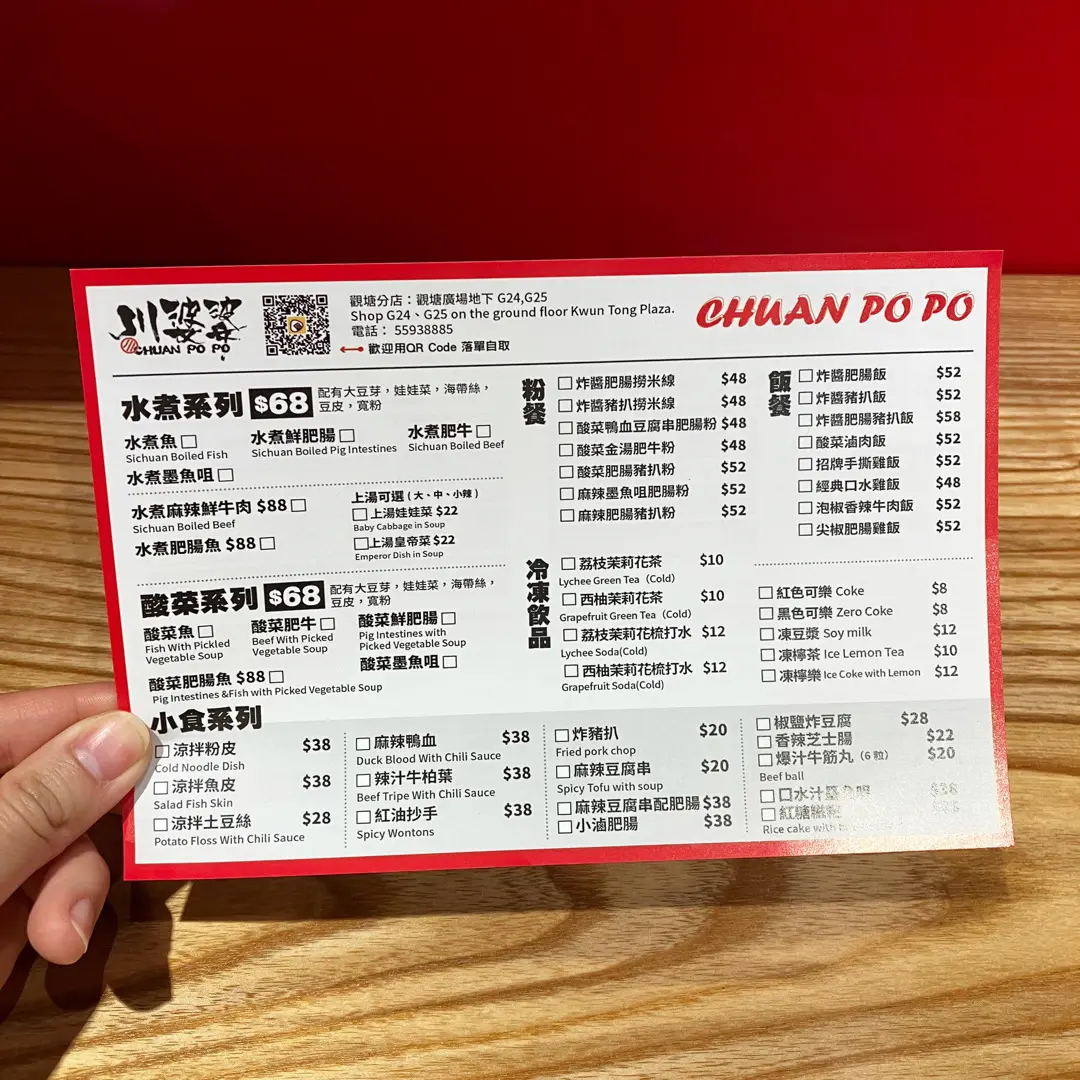 川婆婆
CHUAN PO PO
觀塘分店：觀塘廣場地下 G24,G25
Shop G24、G25 on the ground floor Kwun Tong Plaza.
電話： 55938885
歡迎用QR Code 落單自取
CHUAN PO PO
水煮系列 $68 配有大豆芽，娃娃菜，海帶絲，
豆皮，寬粉
水煮魚 水煮鮮肥腸 水煮肥牛
Sichuan Boiled Fish Sichuan Boiled Pig Intestines Sichuan Boiled Beef
水煮墨魚咀
水煮麻辣鮮牛肉 $88
Sichuan Boiled Beef
水煮肥腸魚 $88
上湯可選 ( 大、中、小辣 )
上湯娃娃菜 $22
Baby Cabbage in Soup
上湯皇帝菜 $22
Emperor Dish in Soup
酸菜系列 $68 配有大豆芽，娃娃菜，海帶絲，
豆皮，寬粉
酸菜魚
Fish With Pickled
Vegetable Soup
酸菜肥牛
Beef With Picked
Vegetable Soup
酸菜鮮肥腸
Pig Intestines with
Picked Vegetable Soup
酸菜墨魚咀
酸菜肥腸魚 $88
Pig Intestines &Fish with Picked Vegetable Soup
粉餐
炸醬肥腸撈米線 $48
炸醬豬扒撈米線 $48
酸菜鴨血豆腐串肥腸粉 $48
酸菜金湯肥牛粉 $48
酸菜肥腸豬扒粉 $52
麻辣墨魚咀肥腸粉 $52
麻辣肥腸豬扒粉 $52
飯餐
炸醬肥腸飯 $52
炸醬豬扒飯 $52
炸醬肥腸豬扒飯 $58
酸菜滷肉飯 $52
招牌手撕雞飯 $52
經典口水雞飯 $48
泡椒香辣牛肉飯 $52
尖椒肥腸雞飯 $52
冷凍飲品
荔枝茉莉花茶 $10
Lychee Green Tea（Cold）
西柚茉莉花茶 $10
Grapefruit Green Tea（Cold）
荔枝茉莉花梳打水 $12
Lychee Soda(Cold)
西柚茉莉花梳打水 $12
Grapefruit Soda(Cold)
紅色可樂 Coke $8
黑色可樂 Zero Coke $8
凍豆漿 Soy milk $12
凍檸茶 Ice Lemon Tea $10
凍檸樂 Ice Coke with Lemon $12
小食系列
涼拌粉皮 $38
Cold Noodle Dish
涼拌魚皮 $38
Salad Fish Skin
涼拌土豆絲 $28
Potato Floss With Chili Sauce
麻辣鴨血 $38
Duck Blood With Chili Sauce
辣汁牛柏葉 $38
Beef Tripe With Chili Sauce
紅油抄手 $38
Spicy Wontons
炸豬扒 $20
Fried pork chop
麻辣豆腐串 $20
Spicy Tofu with soup
麻辣豆腐串配肥腸 $38
小滷肥腸 $38
椒鹽炸豆腐 $28
香辣芝士腸 $22
爆汁牛筋丸（6 粒） $20
Beef ball
口水汁墨魚咀 $38
紅糖糍粑
Rice cake with